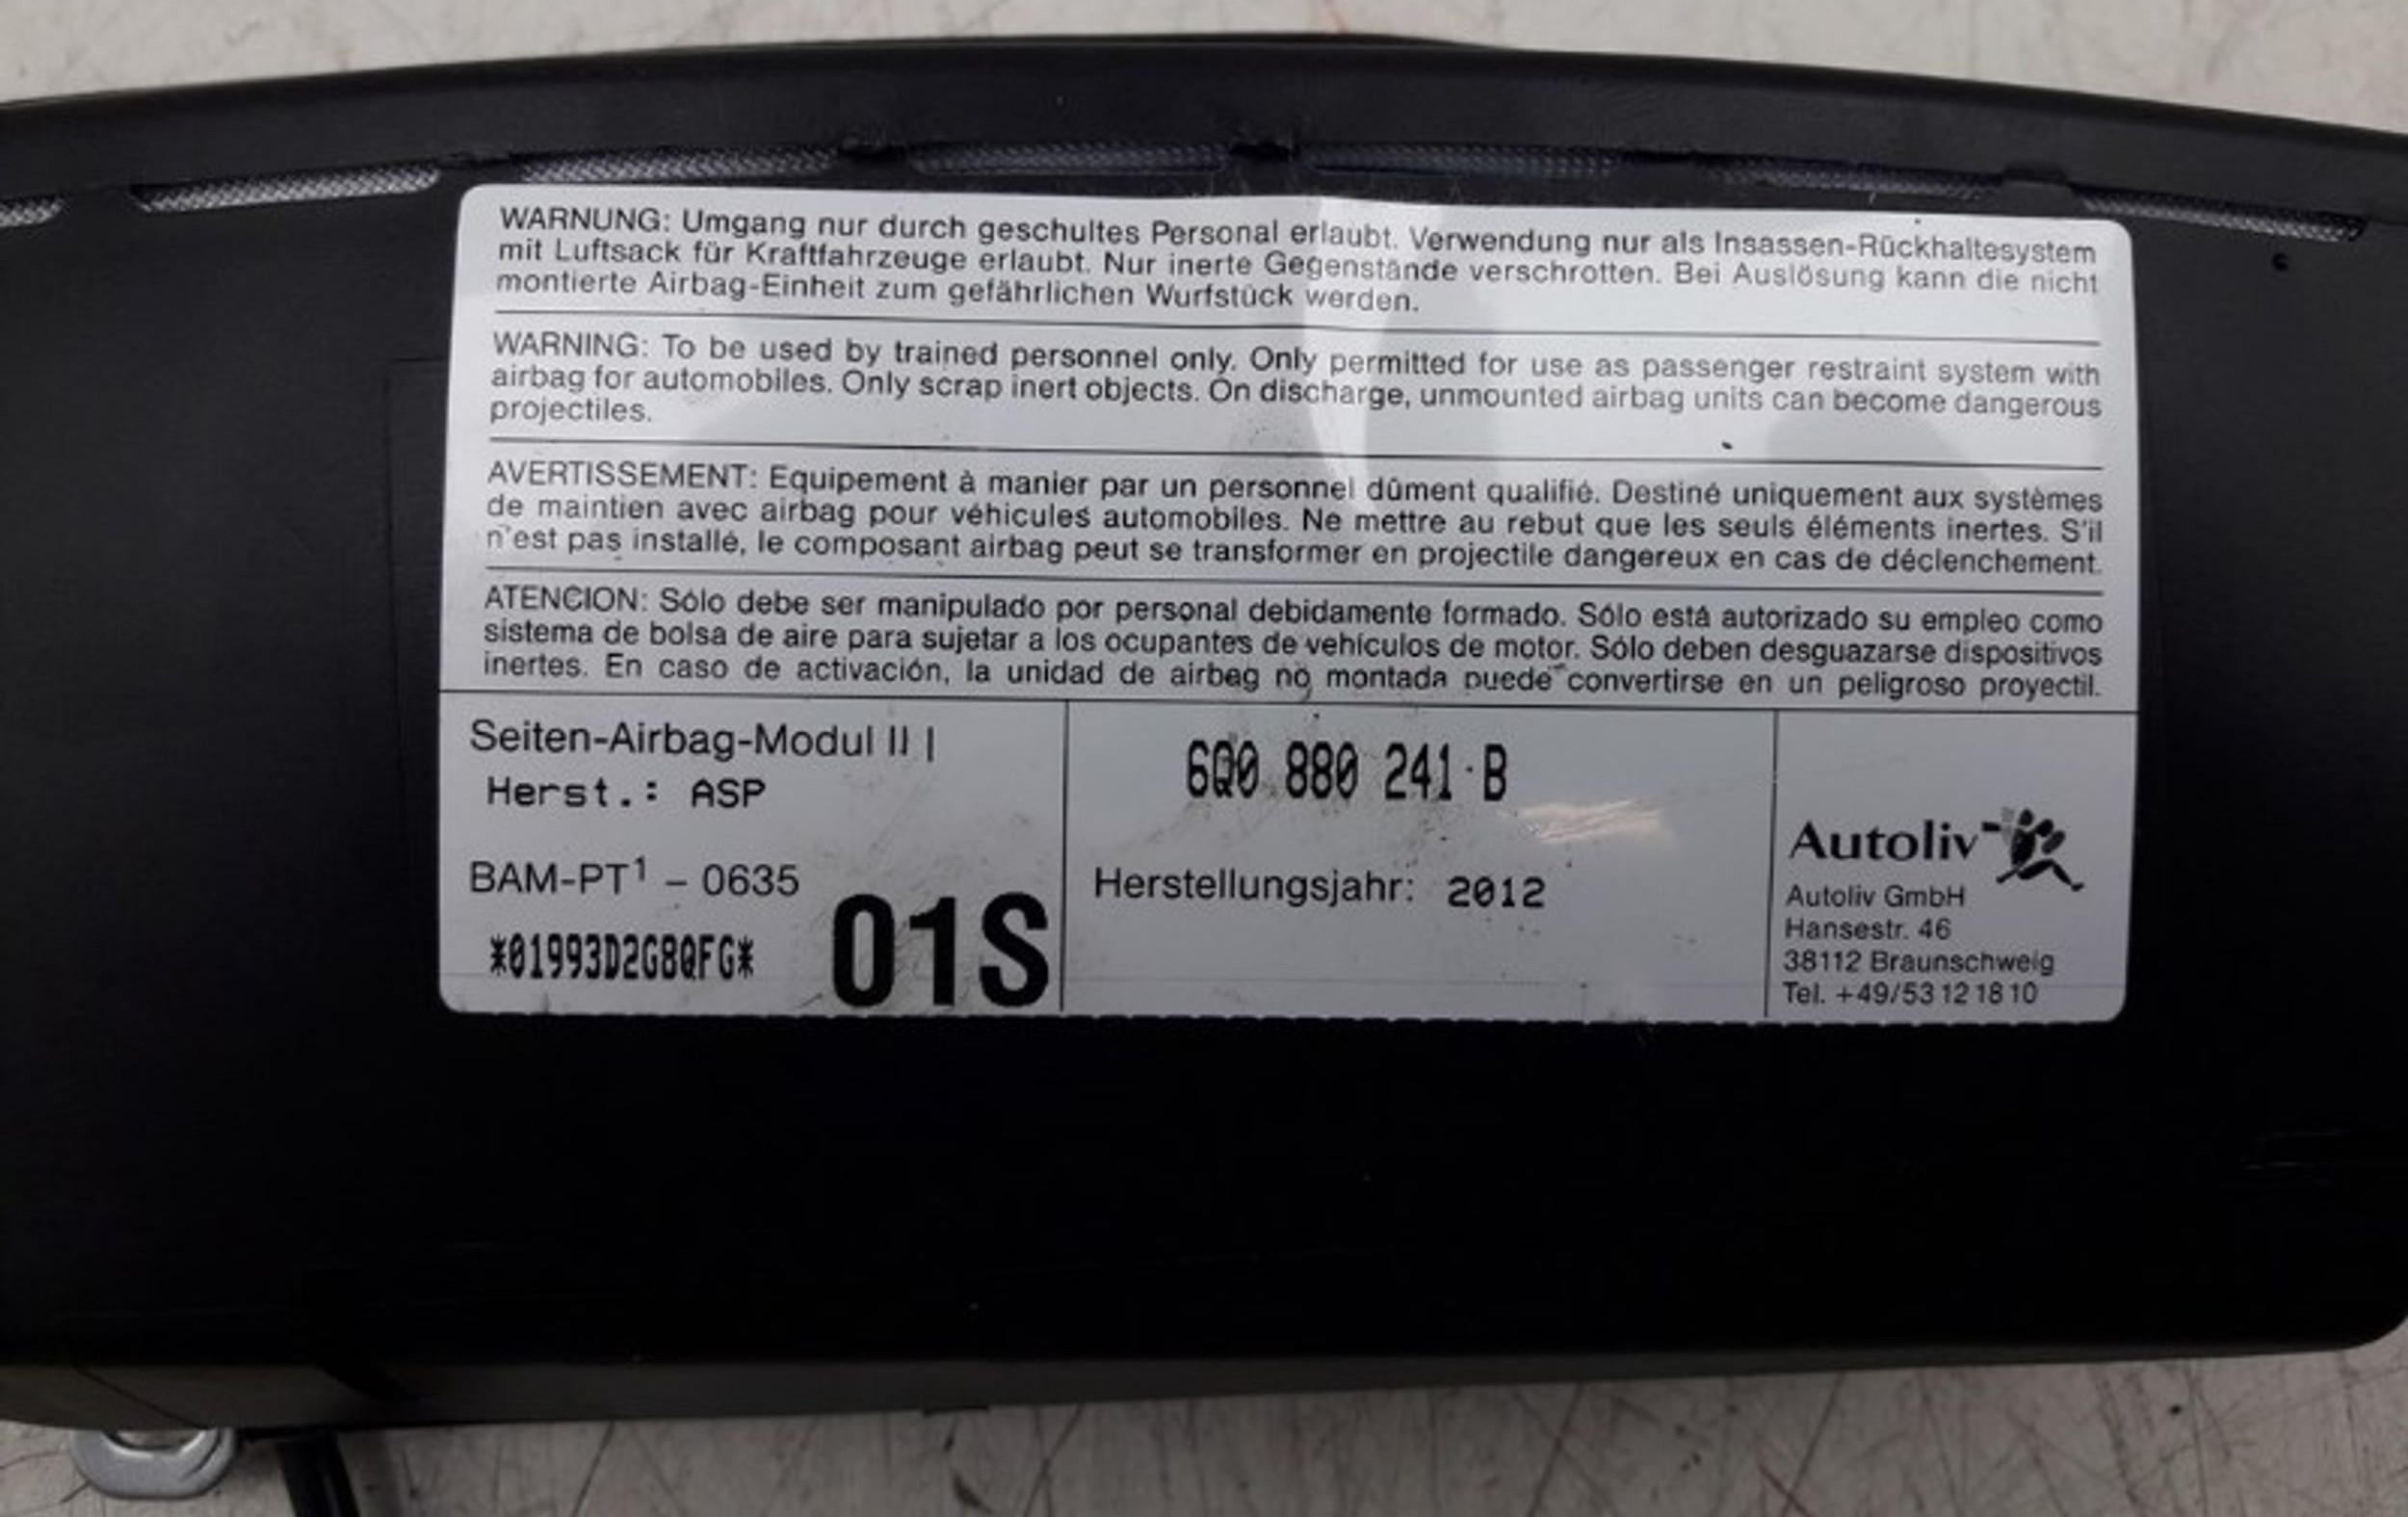 WARNUNG: Umgang nur durch geschultes Personal erlaubt. Verwendung nur als Insassen-Rückhaltesystem
mit Luftsack für Kraftfahrzeuge erlaubt. Nur inerte Gegenstände verschrotten. Bei Auslösung kann die nicht
montierte Airbag-Einheit zum gefährlichen Wurfstück werden.
WARNING: To be used by trained personnel only. Only permitted for use as passenger restraint system with
airbag for automobiles. Only scrap inert objects. On discharge, unmounted airbag units can become dangerous
projectiles.
AVERTISSEMENT: Equipement à manier par un personnel dûment qualifié. Destiné uniquement aux systèmes
de maintien avec airbag pour véhicules automobiles. Ne mettre au rebut que les seuls éléments inertes. S'il
n'est pas installé, le composant airbag peut se transformer en projectile dangereux en cas de déclenchement.
ATENCION: Sólo debe ser manipulado por personal debidamente formado. Sólo está autorizado su empleo como
sistema de bolsa de aire para sujetar a los ocupantes de vehículos de motor. Sólo deben desguazarse dispositivos
inertes. En caso de activación, la unidad de airbag no montada puede convertirse en un peligroso proyectil.
Seiten-Airbag-Modul II |
Herst.: ASP
BAM-PT¹ – 0635
*01993D2G8QFG*
01S
6Q0 880 241 B
Herstellungsjahr: 2012
Autoliv
Autoliv GmbH
Hansestr. 46
38112 Braunschweig
Tel. +49/53 12 18 10